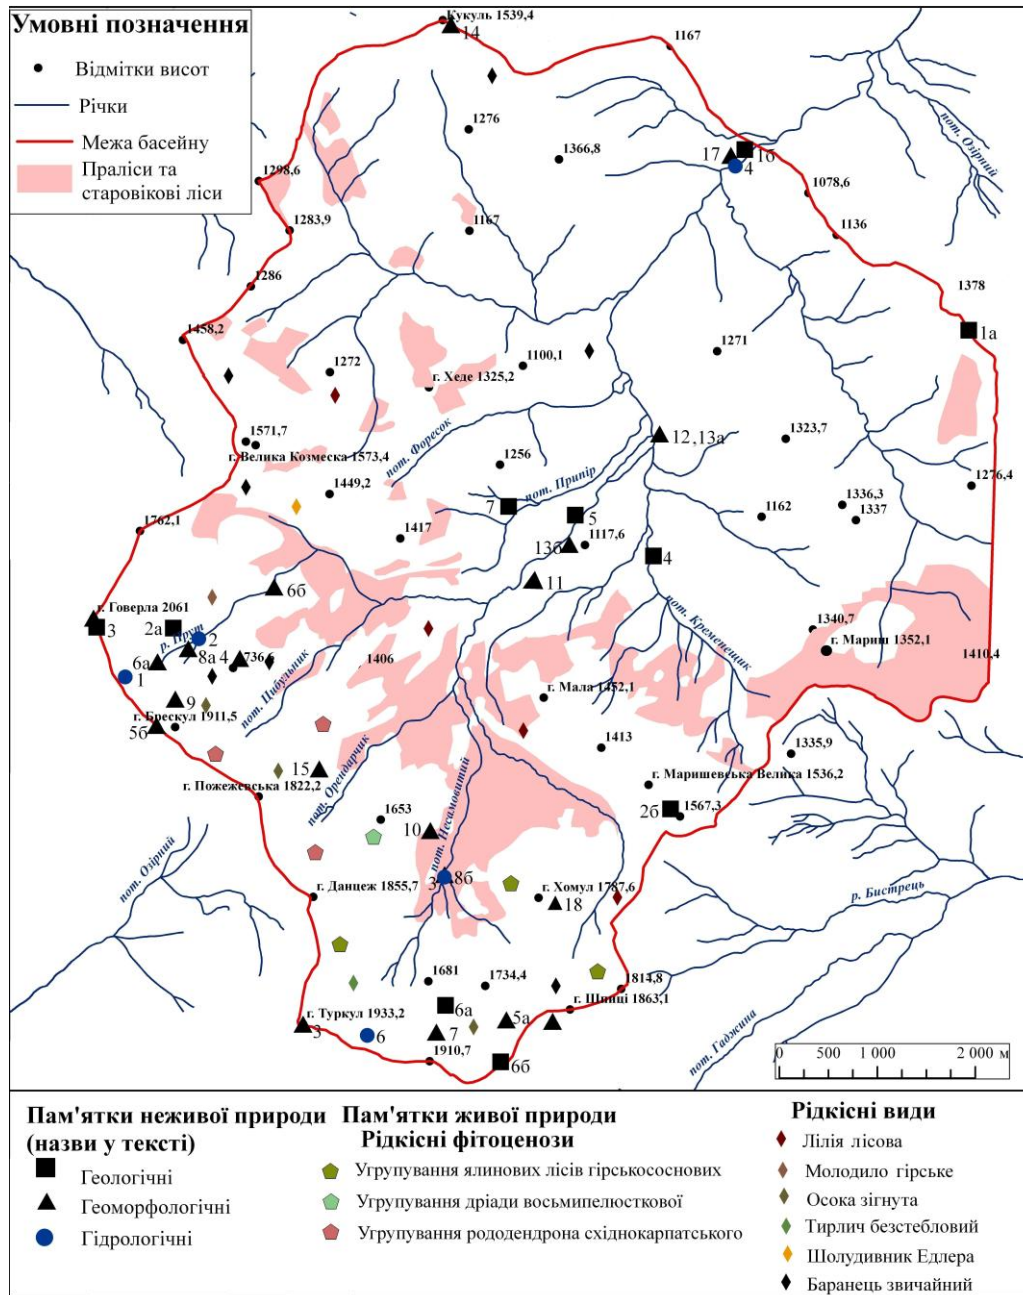 Умовні позначення
Відмітки висот
Річки
Межа басейну
Праліси та
старовікові ліси
Кукуль 1539,4
14
1167
1276
1366,8
17
1б
4
пот. Озірний
1298,6
1078,6
1283,9
1167
1136
1286
1378
1а
1458,2
1272
1100,1
1271
г. Хеде 1325,2
1571,7
г. Велика Козмеска 1573,4
пот. Форесок
12,13а
1323,7
1256
1449,2
пот. Припір
1276,4
7
5
1336,3
1337
1162
1417
1762,1
13б
1117,6
4
11
6б
г. Говерла 2061
3
2а
р. Прут
2
8а
4
736,6
6а
1
1406
пот. Цибульник
пот. Кременещик
1340,7
г. Мариш 1352,1
1410,4
9
г. Брескул 1911,5
5б
г. Мала 1452,1
1413
1335,9
15
пот. Орендарчик
г. Пожежевська 1822,2
г. Маришевська Велика 1536,2
2б
1567,3
1653
10
пот. Несамовитий
пот. Озірний
3
8б
г. Данцеж 1855,7
г. Хомул 1787,6
18
р. Бистрець
1681
1734,4
1814,8
г. Шпиці 1863,1
г. Туркул 1933,2
3
6а
5а
6
7
1910,7
6б
пот. Гаджина
0 500 1 000 2 000 м
Пам'ятки неживої природи
(назви у тексті)
Геологічні
Геоморфологічні
Гідрологічні
Пам'ятки живої природи
Рідкісні фітоценози
Угрупування ялинових лісів гірськососнових
Угрупування дріади восьмипелюсткової
Угрупування рододендрона східнокарпатського
Рідкісні види
Лілія лісова
Молодило гірське
Осока зігнута
Тирлич безстебловий
Шолудивник Едлера
Баранець звичайний